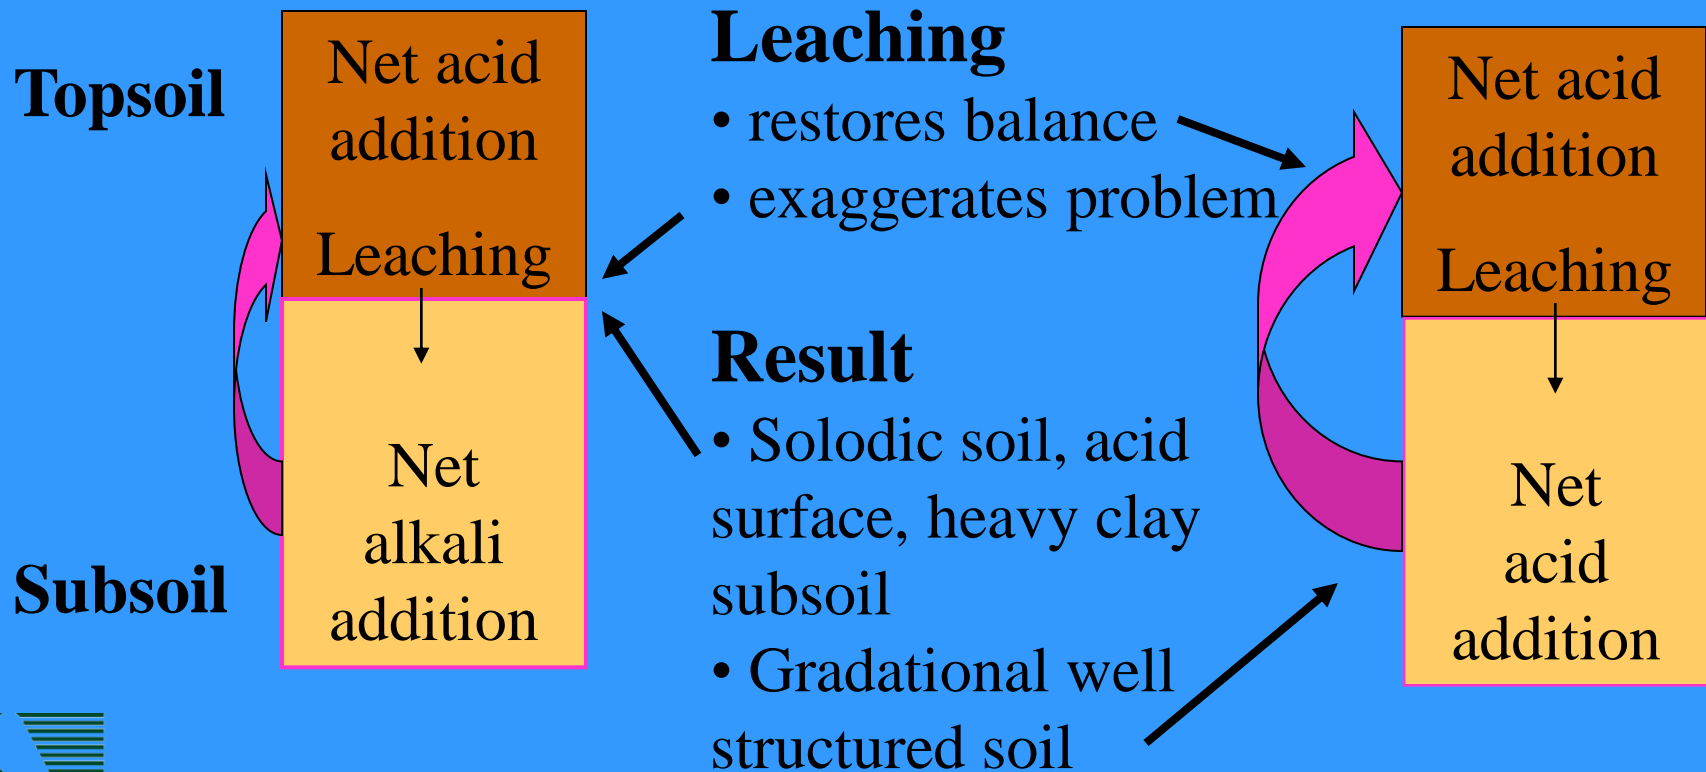 Topsoil
Subsoil
Net acid
addition
Leaching
Net
alkali
addition
Leaching
• restores balance
• exaggerates problem
Result
• Solodic soil, acid
surface, heavy clay
subsoil
• Gradational well
structured soil
Net acid
addition
Leaching
Net
acid
addition